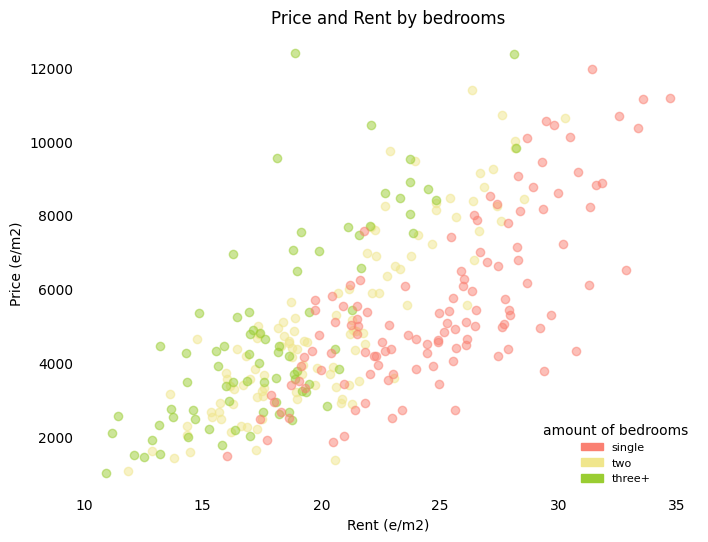 Price and Rent by bedrooms
Price (e/m2)
12000
10000
8000
6000
4000
2000
10
15
20
25
30
35
Rent (e/m2)
amount of bedrooms
single
two
three+